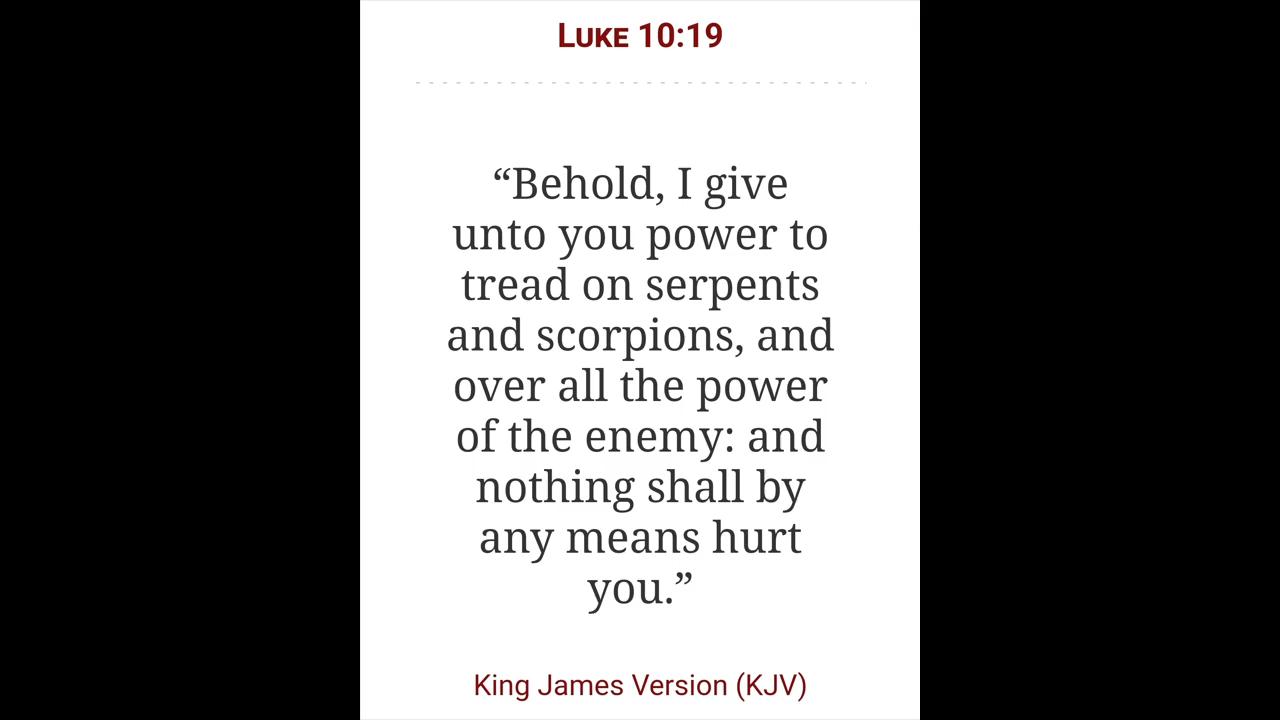 Luke 10:19
“Behold, I give
unto you power to
tread on serpents
and scorpions, and
over all the power
of the enemy: and
nothing shall by
any means hurt
you.”
King James Version (KJV)